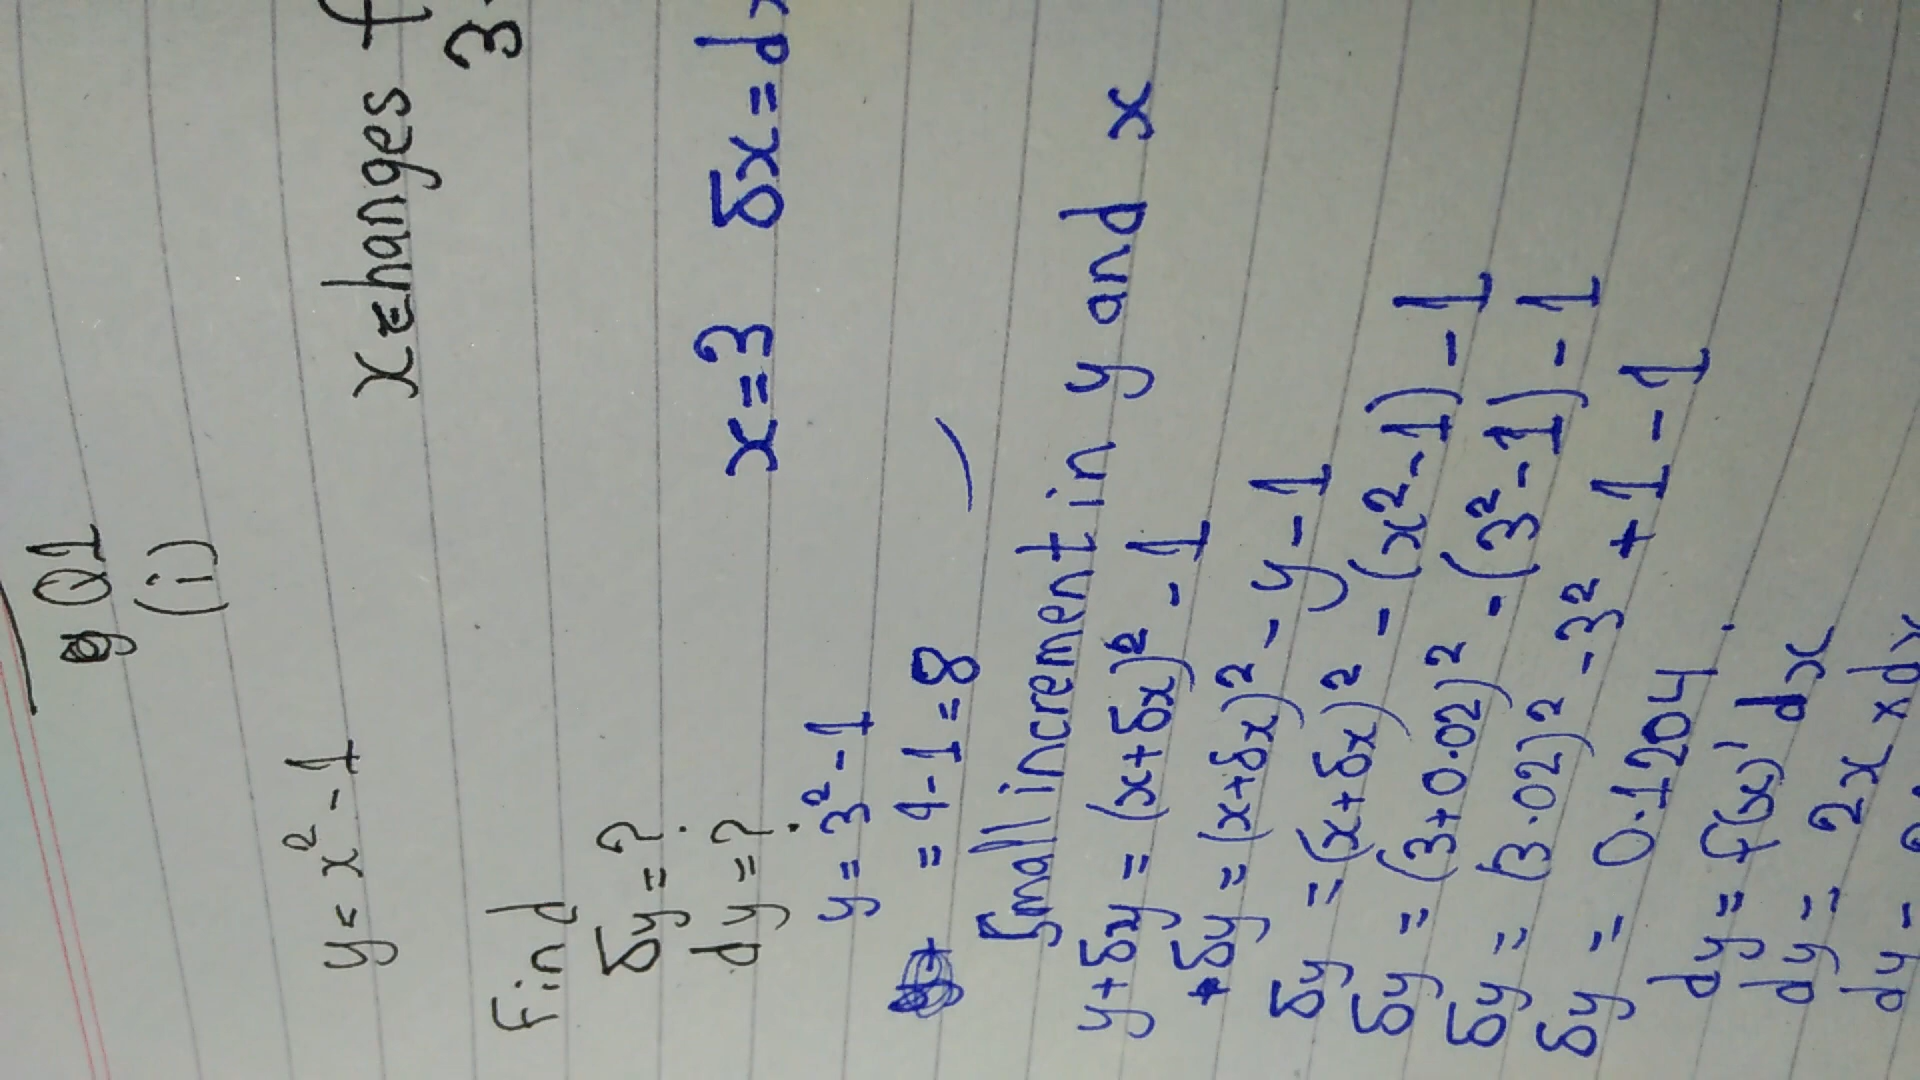 Q1
(i)
y = x² - 1 x changes f
3
Find
δy = ?
dy = ?
x = 3 δx = dx
y = 3² - 1
= 9 - 1 = 8
Small increment in y and x
y + δy = (x + δx)² - 1
+δy = (x + δx)² - y - 1
δy = (x + δx)² - (x² - 1) - 1
δy = (3 + 0.02)² - (3² - 1) - 1
δy = (3.02)² - 3² + 1 - 1
δy = 0.1204
dy = f(x)' dx
dy = 2x × dx
dy =